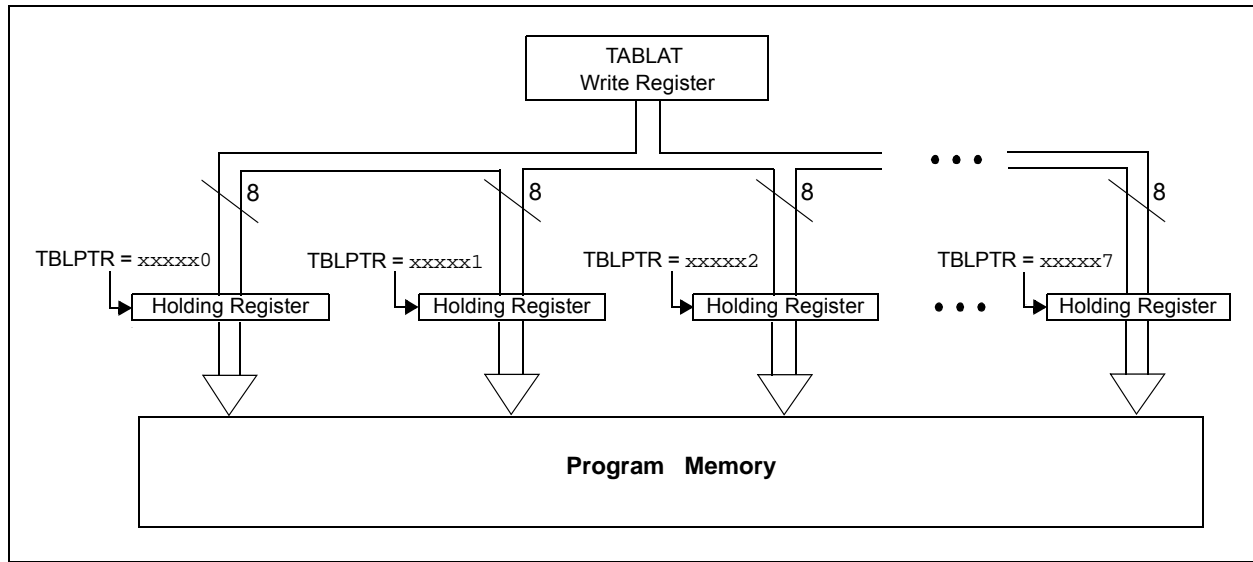 TABLAT
Write Register
• • •
8
8
8
8
TBLPTR = xxxxx0
TBLPTR = xxxxx1
TBLPTR = xxxxx2
TBLPTR = xxxxx7
Holding Register
Holding Register
Holding Register
• • •
Holding Register
Program Memory